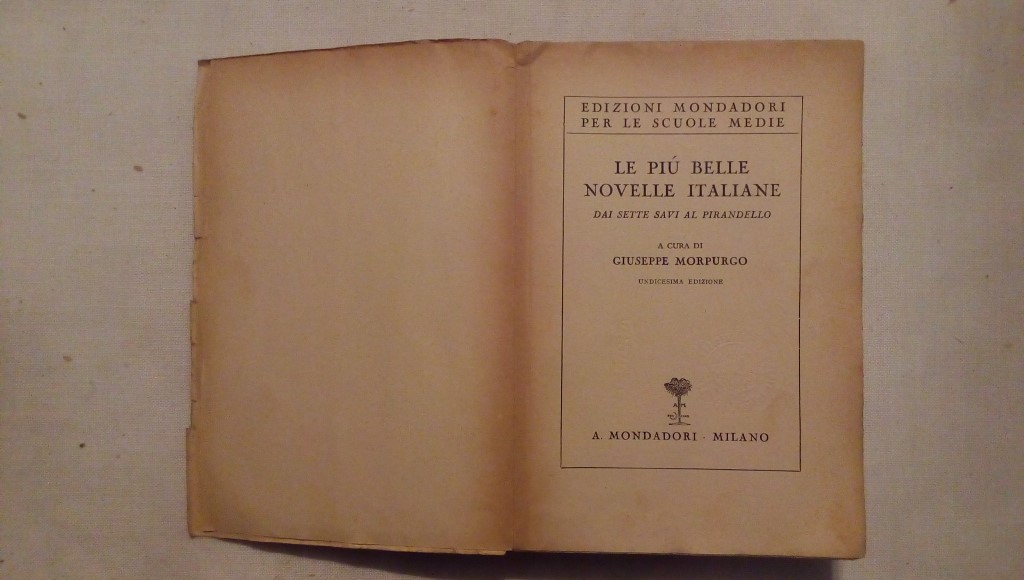 EDIZIONI MONDADORI
PER LE SCUOLE MEDIE
LE PIÚ BELLE
NOVELLE ITALIANE
DAI SETTE SAVI AL PIRANDELLO
A CURA DI
GIUSEPPE MORPURGO
UNDICESIMA EDIZIONE
A. MONDADORI - MILANO